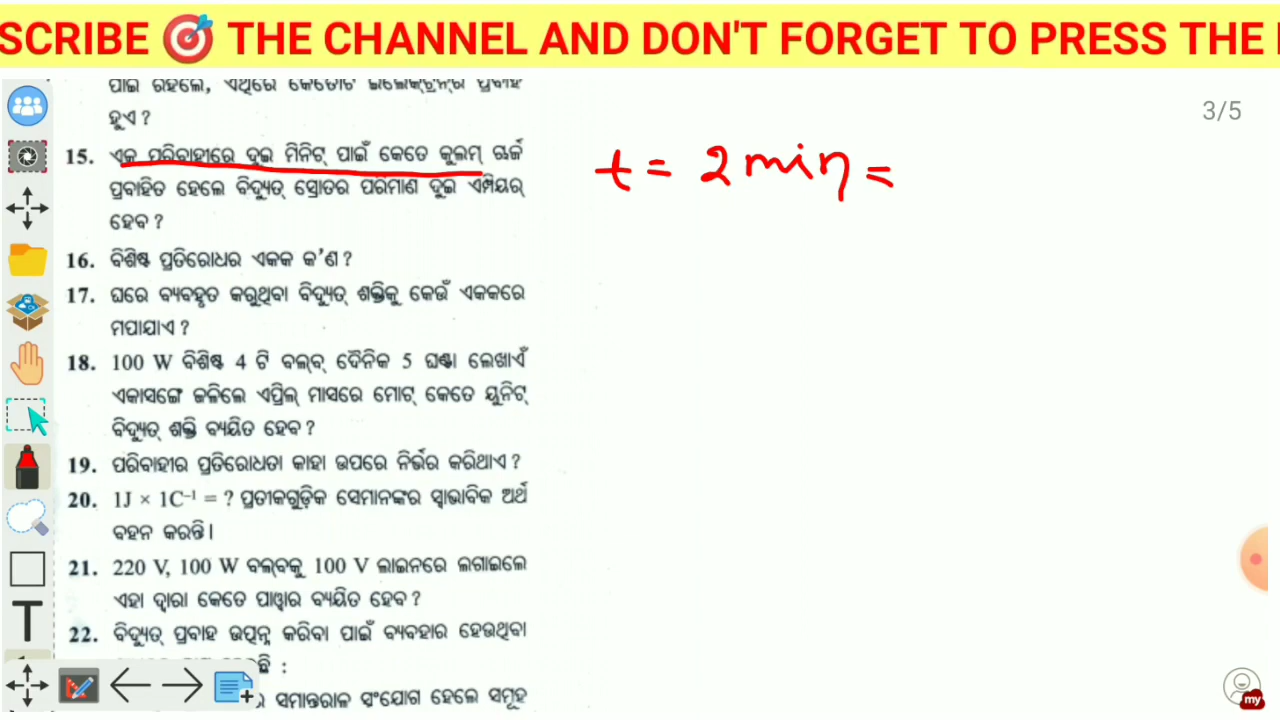 SCRIBE 🎯 THE CHANNEL AND DON'T FORGET TO PRESS THE
3/5
ପାଇଁ ରହିଲେ, ଏଥିରେ କେତୋଟି ଇଲେକ୍ଟ୍ରନ୍‌ର ପ୍ରବାହ
ହୁଏ ?
15. ଏକ ପରିବାହୀରେ ଦୁଇ ମିନିଟ୍ ପାଇଁ କେତେ କୁଲମ୍ ଚାର୍ଜ
ପ୍ରବାହିତ ହେଲେ ବିଦ୍ୟୁତ୍ ସ୍ରୋତର ପରିମାଣ ଦୁଇ ଏମ୍ପିୟର୍
ହେବ ?
t = 2 min =
16. ବିଶିଷ୍ଟ ପ୍ରତିରୋଧର ଏକକ କ'ଣ ?
17. ଘରେ ବ୍ୟବହୃତ କରୁଥିବା ବିଦ୍ୟୁତ୍ ଶକ୍ତିକୁ କେଉଁ ଏକକରେ
ମପାଯାଏ ?
18. 100 W ବିଶିଷ୍ଟ 4 ଟି ବଲ୍‌ବ୍ ଦୈନିକ 5 ଘଣ୍ଟା ଲେଖାଏଁ
ଏକାସଙ୍ଗେ ଜଳିଲେ ଏପ୍ରିଲ୍ ମାସରେ ମୋଟ୍ କେତେ ୟୁନିଟ୍
ବିଦ୍ୟୁତ୍ ଶକ୍ତି ବ୍ୟୟିତ ହେବ ?
19. ପରିବାହୀର ପ୍ରତିରୋଧତା କାହା ଉପରେ ନିର୍ଭର କରିଥାଏ ?
20. 1J × 1C⁻¹ = ? ପ୍ରତୀକଗୁଡ଼ିକ ସେମାନଙ୍କର ସ୍ୱାଭାବିକ ଅର୍ଥ
ବହନ କରନ୍ତି।
21. 220 V, 100 W ବଲ୍‌ବକୁ 100 V ଲାଇନରେ ଲଗାଇଲେ
ଏହା ଦ୍ୱାରା କେତେ ପାୱାର ବ୍ୟୟିତ ହେବ ?
22. ବିଦ୍ୟୁତ୍ ପ୍ରବାହ ଉତ୍ପନ୍ନ କରିବା ପାଇଁ ବ୍ୟବହାର ହେଉଥିବା
:
ସମାନ୍ତରାଳ ସଂଯୋଗ ହେଲେ ସମୂହ
T
my